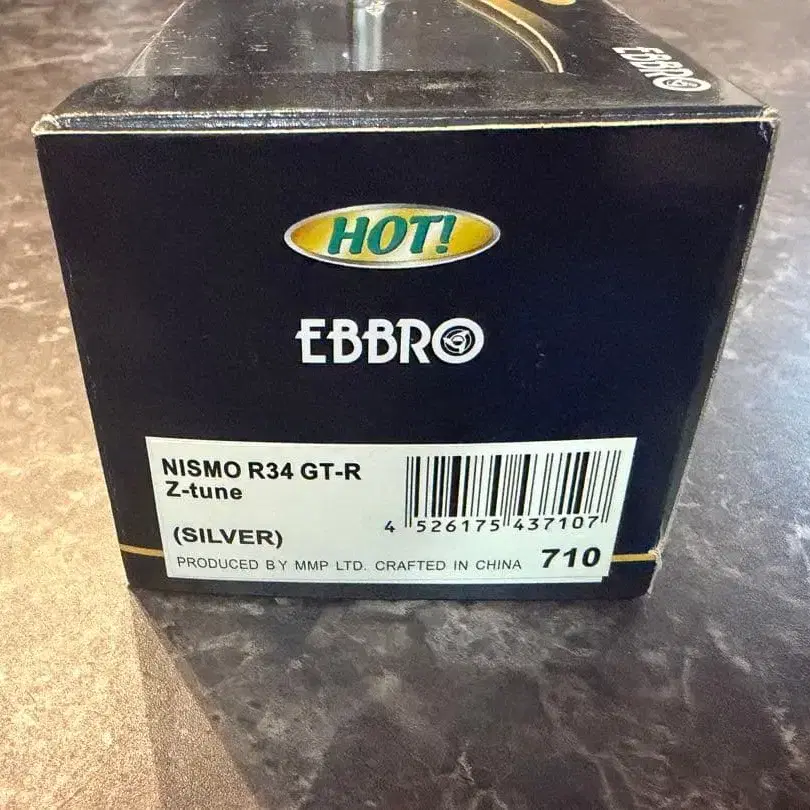 EBBRO
HOT!
EBBRO
NISMO R34 GT-R
Z-tune
(SILVER)
4 526175 437107
PRODUCED BY MMP LTD. CRAFTED IN CHINA 710